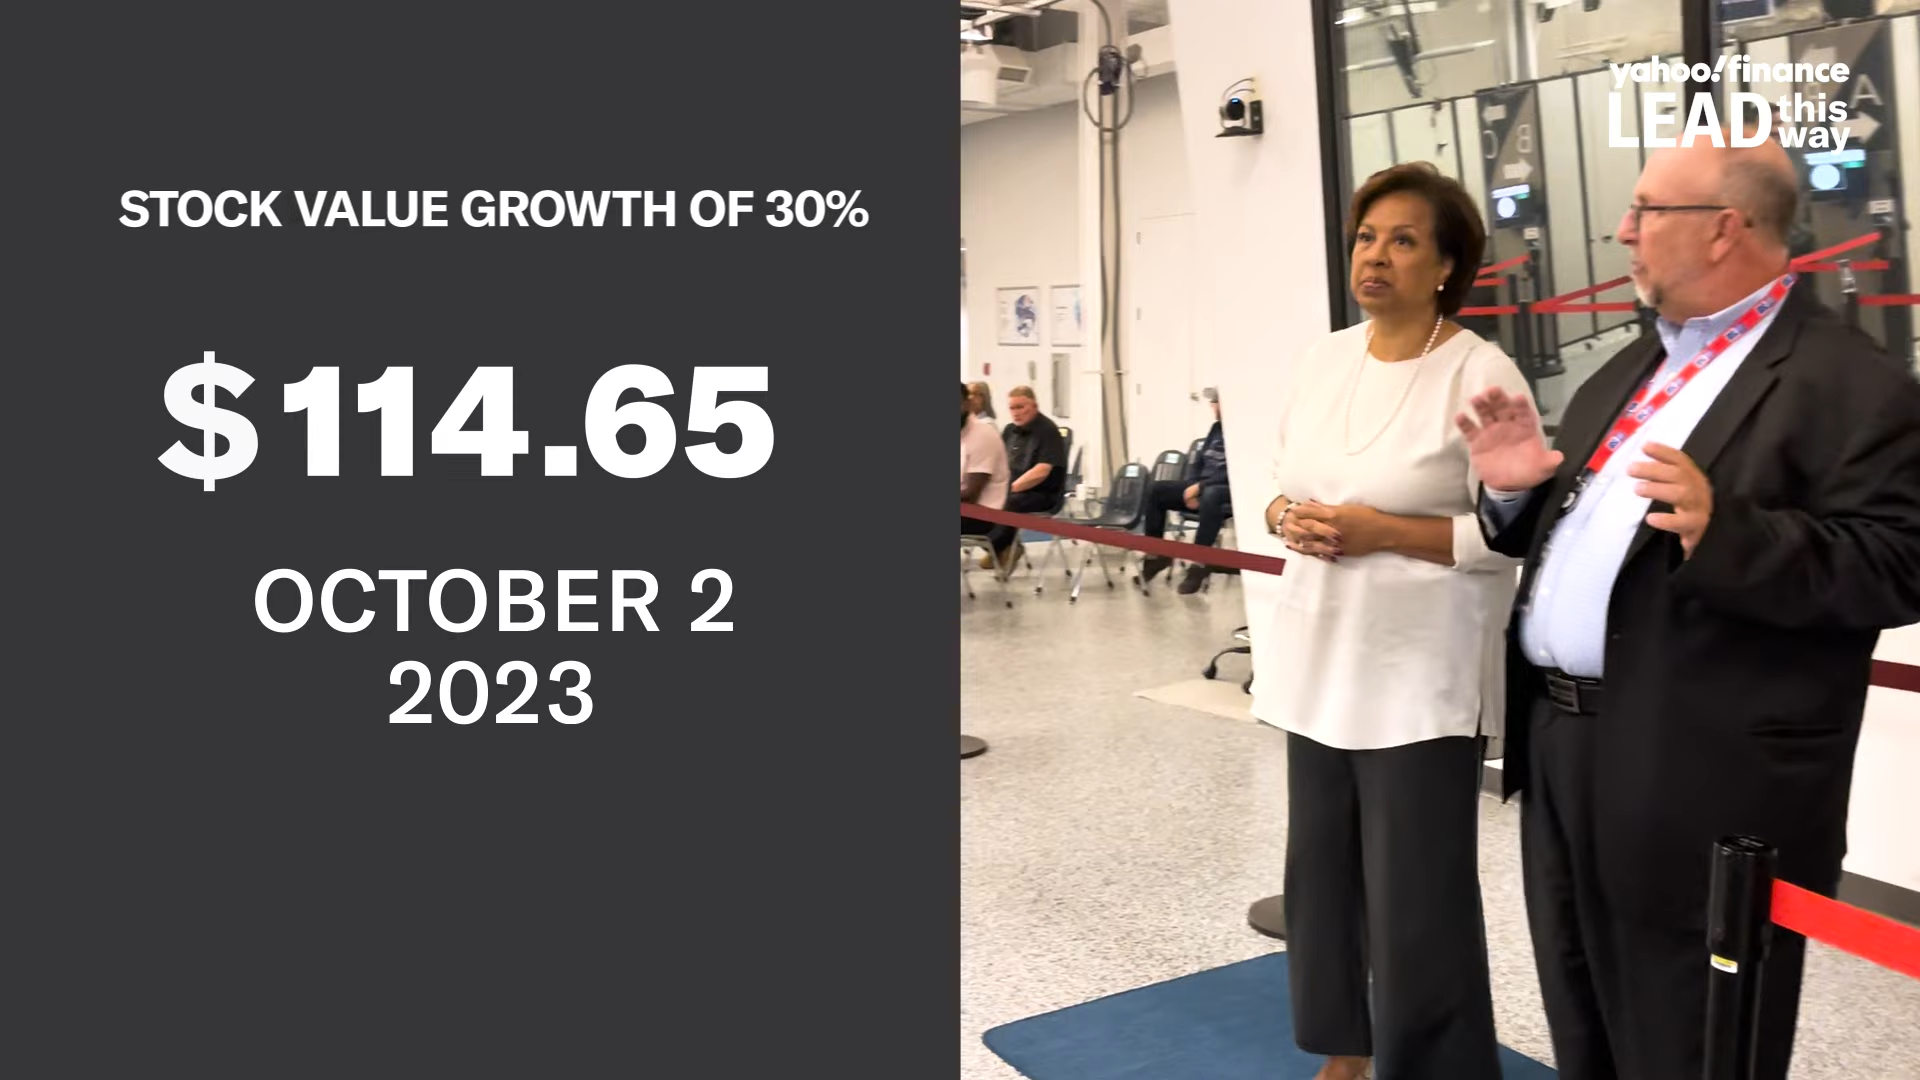 STOCK VALUE GROWTH OF 30%
$114.65
OCTOBER 2
2023
yahoo!finance
LEAD this way
A
C B